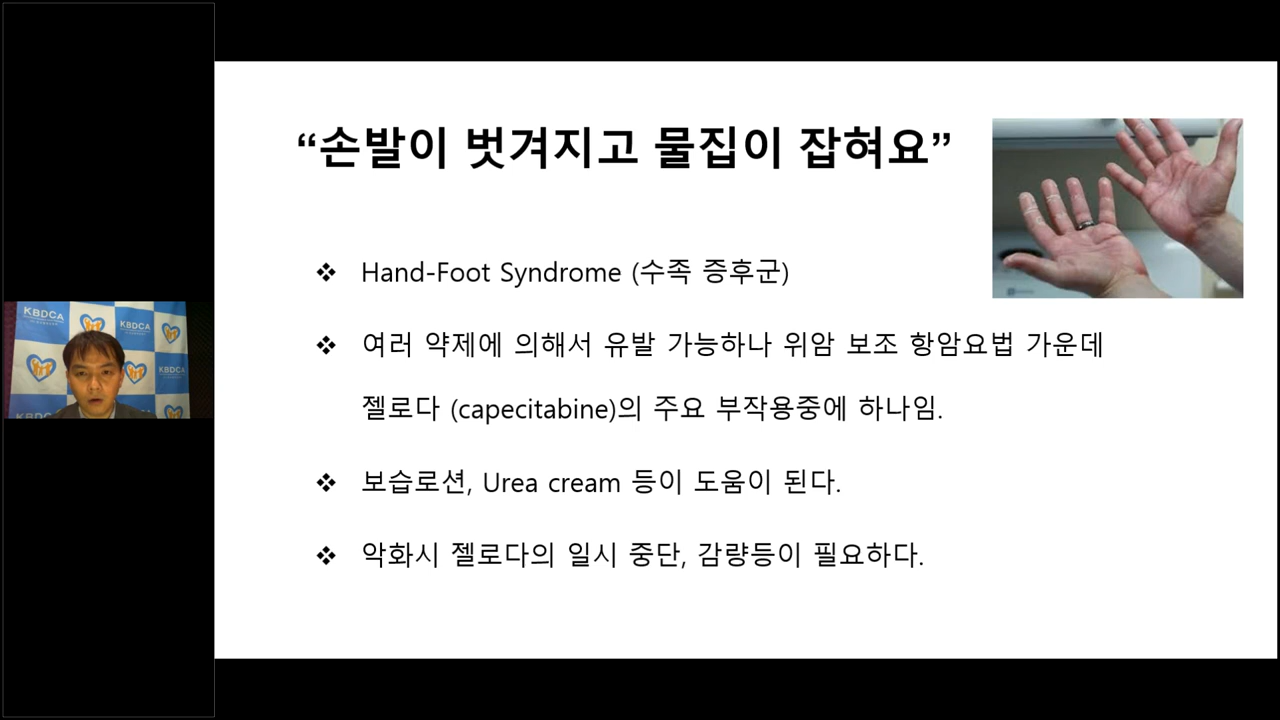 “손발이 벗겨지고 물집이 잡혀요”
❖ Hand-Foot Syndrome (수족 증후군)
❖ 여러 약제에 의해서 유발 가능하나 위암 보조 항암요법 가운데
젤로다 (capecitabine)의 주요 부작용중에 하나임.
❖ 보습로션, Urea cream 등이 도움이 된다.
❖ 악화시 젤로다의 일시 중단, 감량등이 필요하다.
KBDCA
KBDCA
KBDCA
KBDCA